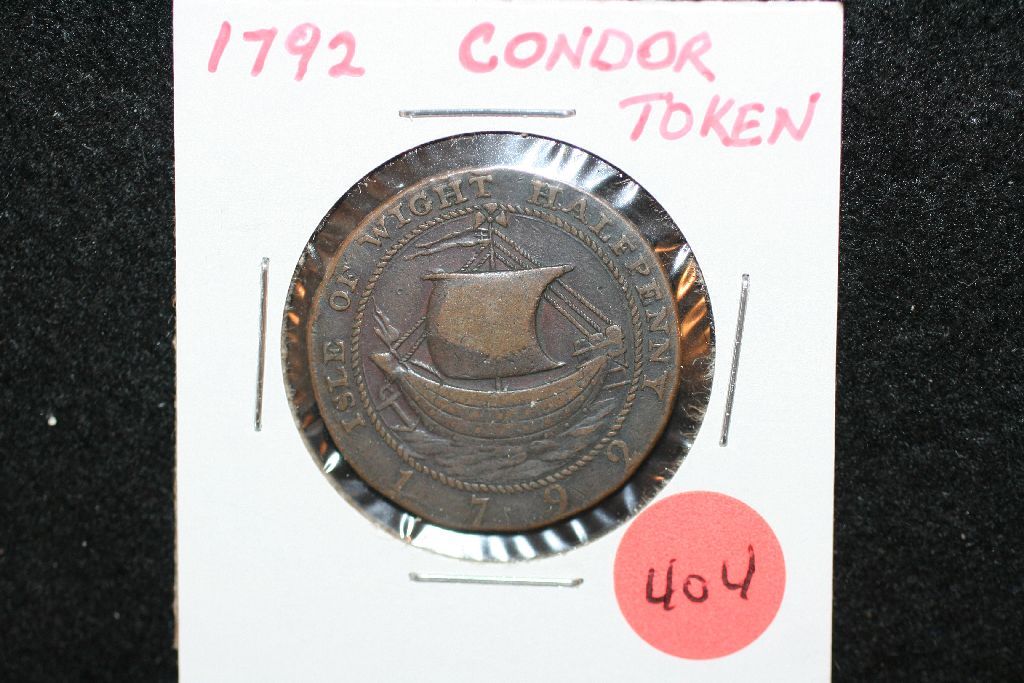 1792 CONDOR
TOKEN
ISLE OF WIGHT HALFPENNY
1792
404